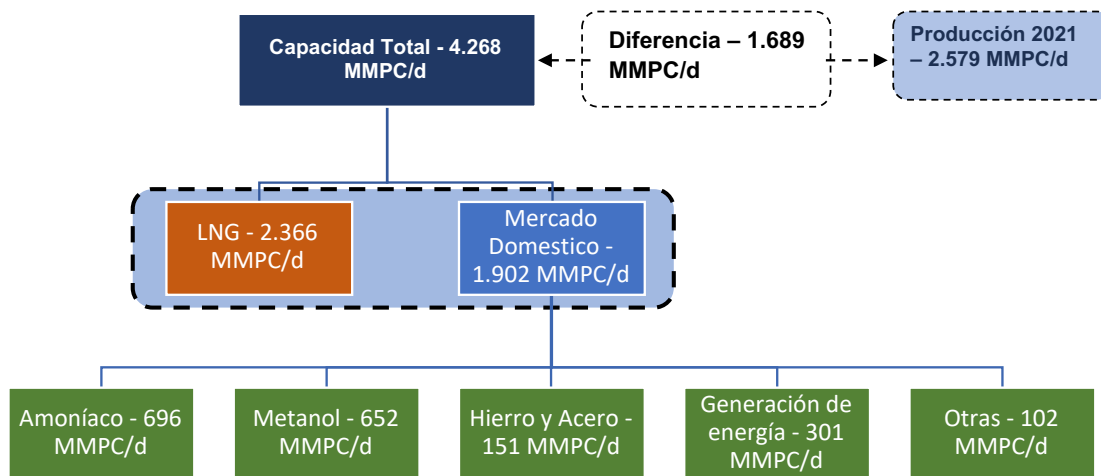 Capacidad Total - 4.268
MMPC/d
Diferencia – 1.689
MMPC/d
Producción 2021
– 2.579 MMPC/d
LNG - 2.366
MMPC/d
Mercado
Domestico -
1.902 MMPC/d
Amoníaco - 696
MMPC/d
Metanol - 652
MMPC/d
Hierro y Acero -
151 MMPC/d
Generación de
energía - 301
MMPC/d
Otras - 102
MMPC/d